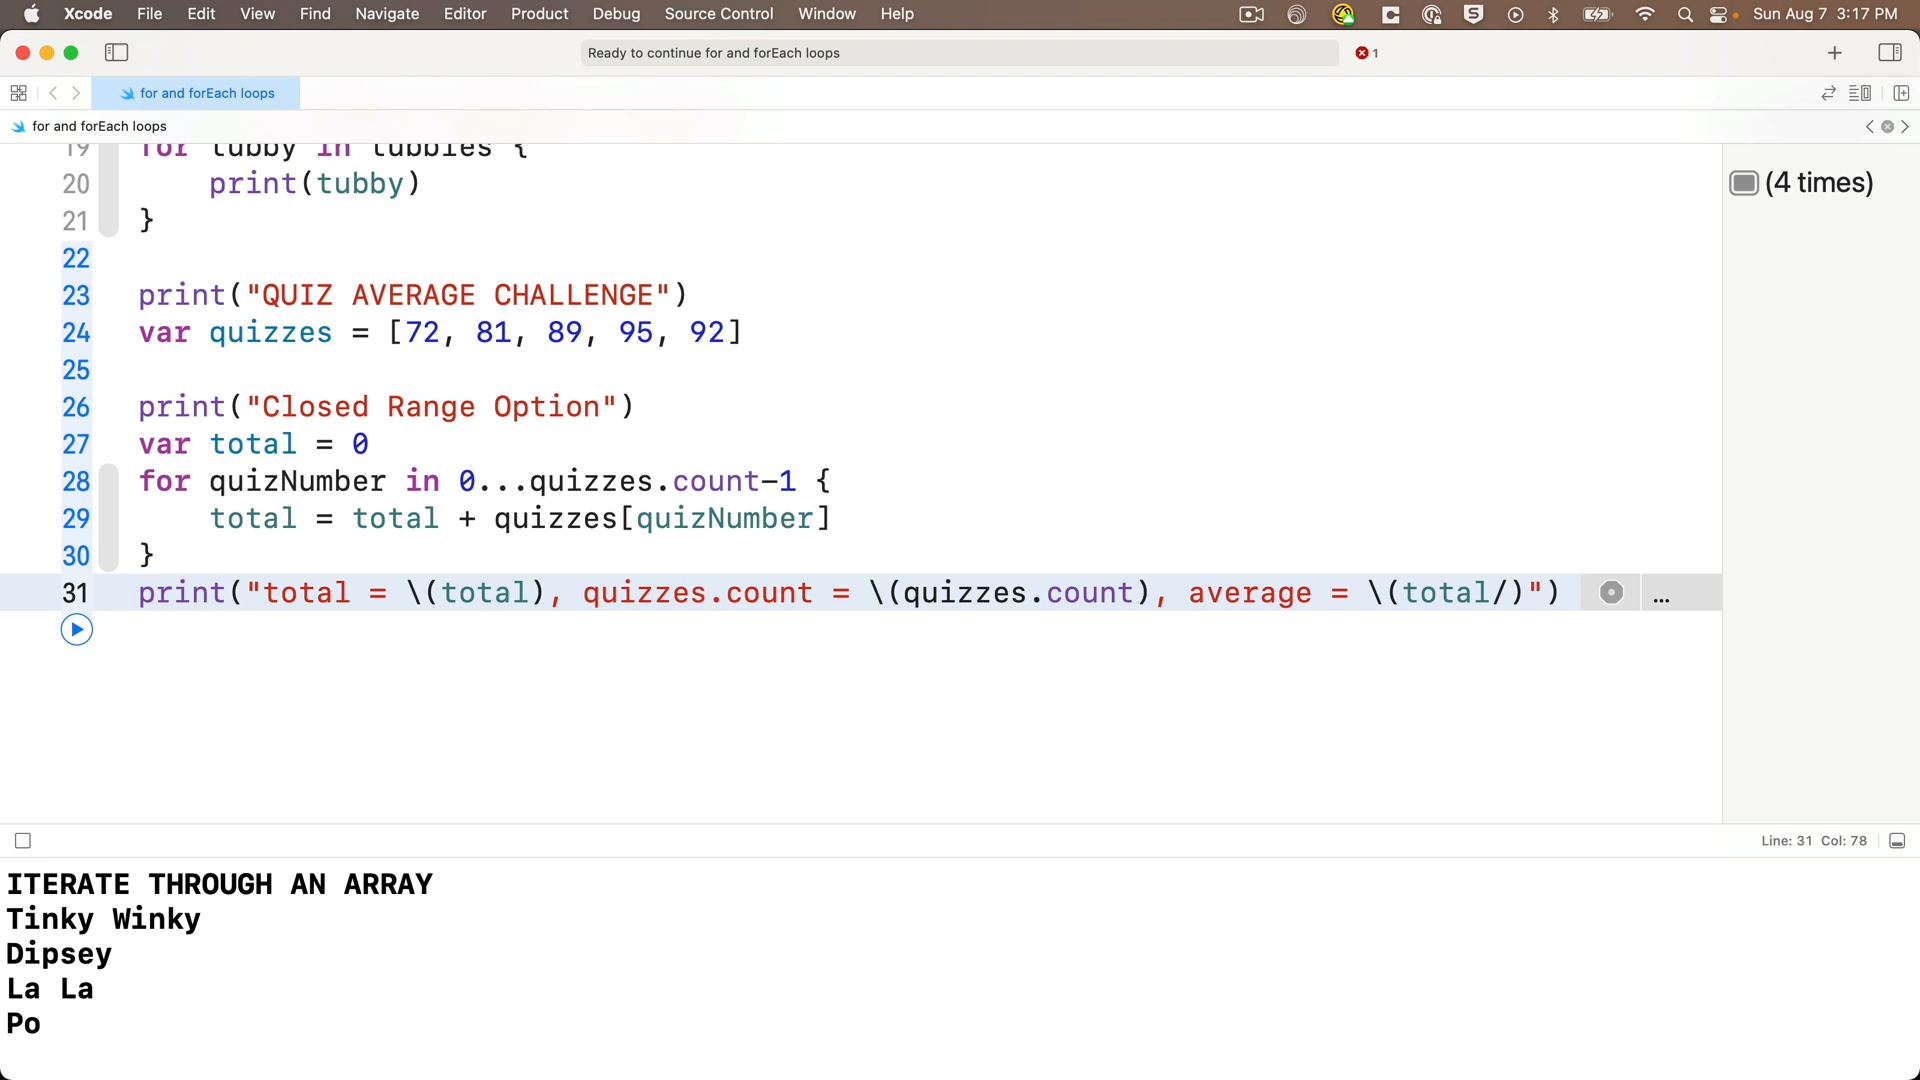 Xcode File Edit View Find Navigate Editor Product Debug Source Control Window Help Sun Aug 7 3:17 PM
Ready to continue for and forEach loops 1
for and forEach loops
for and forEach loops
19 for tubby in tubbies {
20 print(tubby) (4 times)
21 }
22
23 print("QUIZ AVERAGE CHALLENGE")
24 var quizzes = [72, 81, 89, 95, 92]
25
26 print("Closed Range Option")
27 var total = 0
28 for quizNumber in 0...quizzes.count-1 {
29 total = total + quizzes[quizNumber]
30 }
31 print("total = \(total), quizzes.count = \(quizzes.count), average = \(total/)") ...
Line: 31 Col: 78
ITERATE THROUGH AN ARRAY
Tinky Winky
Dipsey
La La
Po